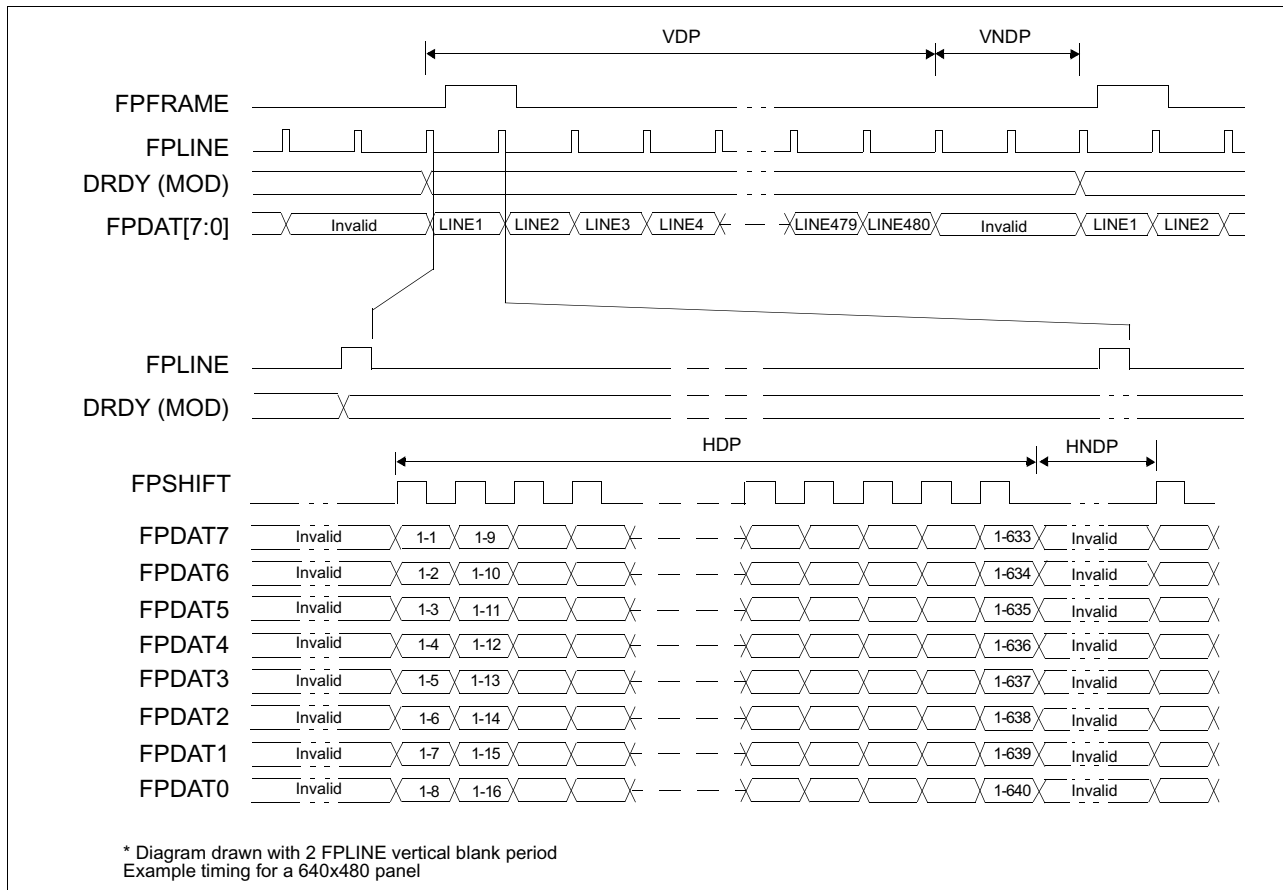 VDP VNDP
FPFRAME
FPLINE
DRDY (MOD)
FPDAT[7:0] Invalid LINE1 LINE2 LINE3 LINE4 LINE479 LINE480 Invalid LINE1 LINE2
FPLINE
DRDY (MOD)
HDP HNDP
FPSHIFT
FPDAT7 Invalid 1-1 1-9 1-633 Invalid
FPDAT6 Invalid 1-2 1-10 1-634 Invalid
FPDAT5 Invalid 1-3 1-11 1-635 Invalid
FPDAT4 Invalid 1-4 1-12 1-636 Invalid
FPDAT3 Invalid 1-5 1-13 1-637 Invalid
FPDAT2 Invalid 1-6 1-14 1-638 Invalid
FPDAT1 Invalid 1-7 1-15 1-639 Invalid
FPDAT0 Invalid 1-8 1-16 1-640 Invalid
* Diagram drawn with 2 FPLINE vertical blank period
Example timing for a 640x480 panel